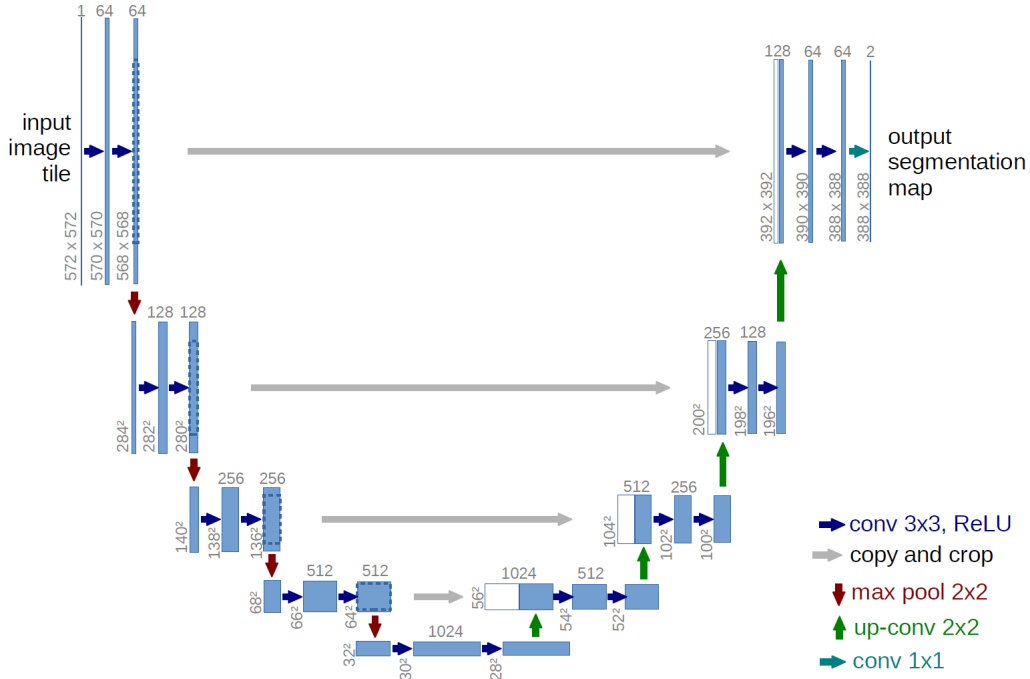 1 64 64
input
image
tile
572 x 572
570 x 570
568 x 568
128 64 64 2
output
segmentation
map
392 x 392
390 x 390
388 x 388
388 x 388
128 128
284²
282²
280²
256 128
200²
198²
196²
256 256
140²
138²
136²
512 256
104²
102²
100²
512 512
68²
66²
64²
1024 512
56²
54²
52²
1024
32²
30²
28²
conv 3x3, ReLU
copy and crop
max pool 2x2
up-conv 2x2
conv 1x1